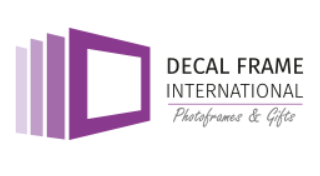 DECAL FRAME
INTERNATIONAL
Photoframes & Gifts